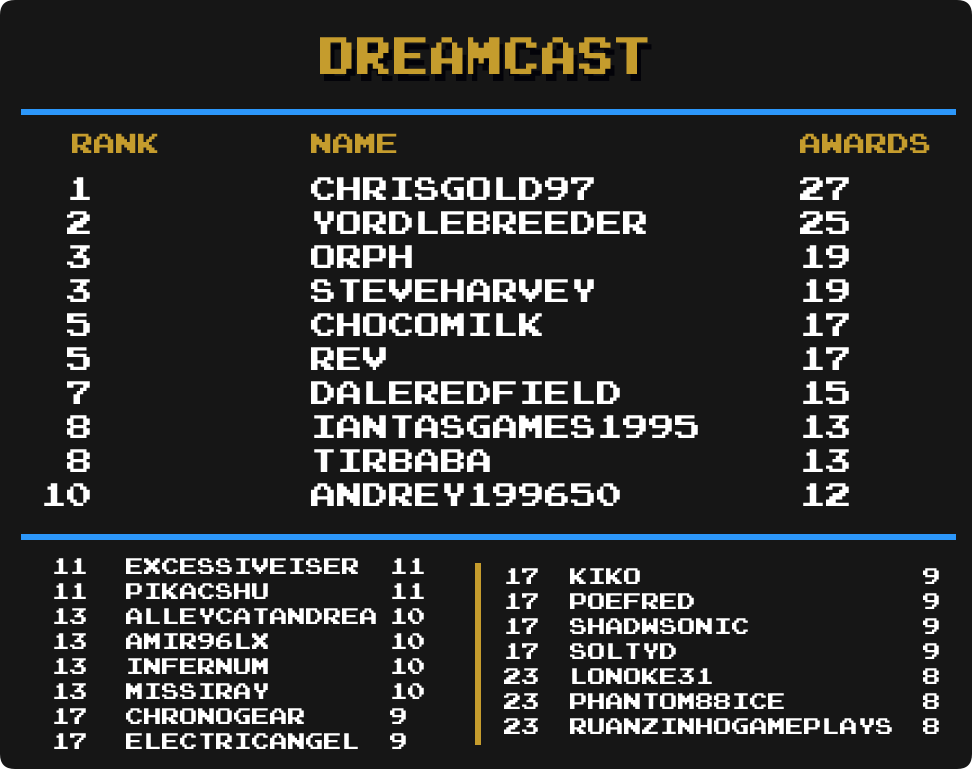 DREAMCAST
RANK NAME AWARDS
1 CHRISGOLD97 27
2 YORDLEBREEDER 25
3 ORPH 19
3 STEVEHARVEY 19
5 CHOCOMILK 17
5 REV 17
7 DALEREDFIELD 15
8 IANTASGAMES1995 13
8 TIRBABA 13
10 ANDREY199650 12
11 EXCESSIVEISER 11
11 PIKACSHU 11
13 ALLEYCATANDREA 10
13 AMIR96LX 10
13 INFERNUM 10
13 MISSIRAY 10
17 CHRONOGEAR 9
17 ELECTRICANGEL 9
17 KIKO 9
17 POEFRED 9
17 SHADWSONIC 9
17 SOLTYD 9
23 LONOKE31 8
23 PHANTOM88ICE 8
23 RUANZINHOGAMEPLAYS 8